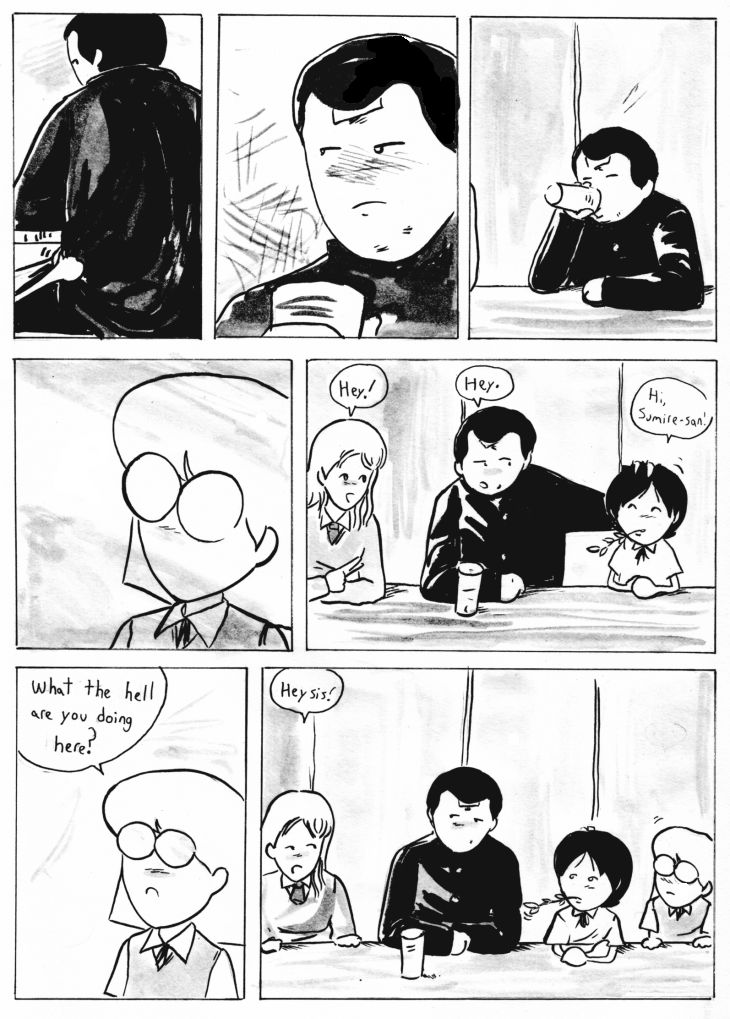 Hey!
Hey.
Hi,
Sumire-san!
What the hell
are you doing
here?
Hey sis!